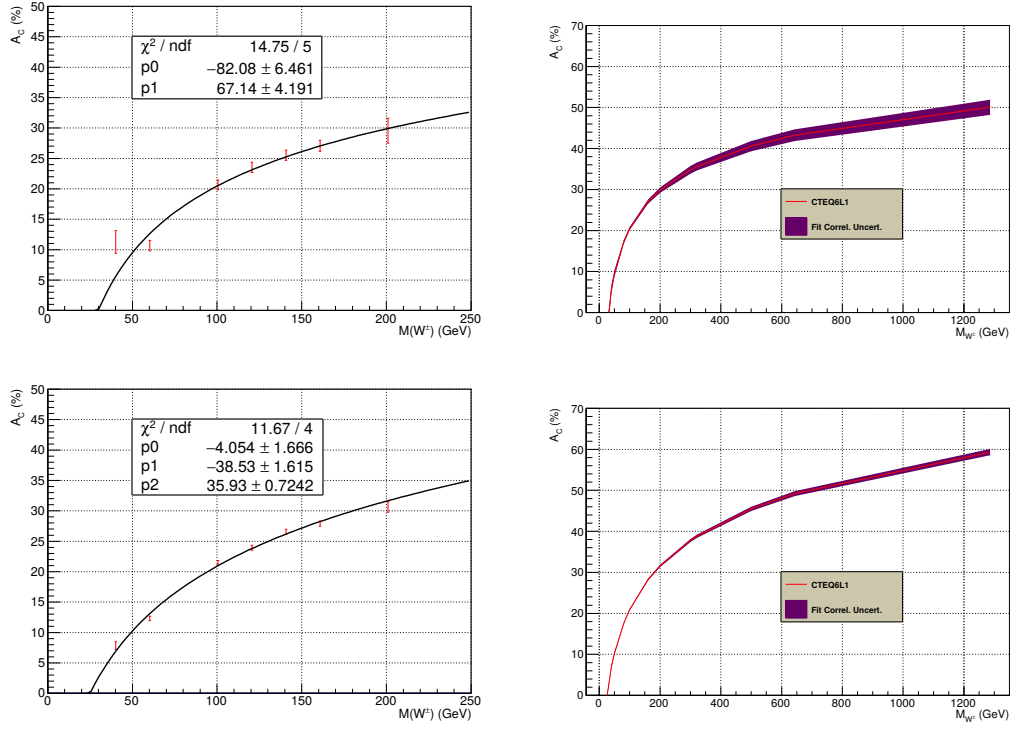 A_C (%)
50
45
40
35
30
25
20
15
10
5
0
χ² / ndf 14.75 / 5
p0 −82.08 ± 6.461
p1 67.14 ± 4.191
0 50 100 150 200 250
M(W±) (GeV)
A_C (%)
70
60
50
40
30
20
10
0
CTEQ6L1
Fit Correl. Uncert.
0 200 400 600 800 1000 1200
M_W± (GeV)
A_C (%)
50
45
40
35
30
25
20
15
10
5
0
χ² / ndf 11.67 / 4
p0 −4.054 ± 1.666
p1 −38.53 ± 1.615
p2 35.93 ± 0.7242
0 50 100 150 200 250
M(W±) (GeV)
A_C (%)
70
60
50
40
30
20
10
0
CTEQ6L1
Fit Correl. Uncert.
0 200 400 600 800 1000 1200
M_W± (GeV)